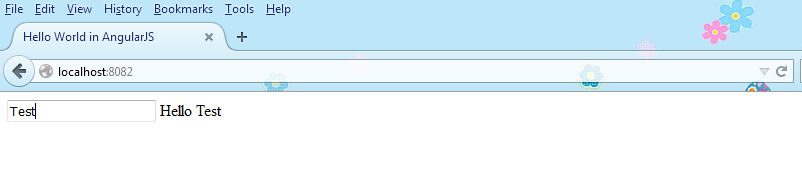 File Edit View History Bookmarks Tools Help
Hello World in AngularJS
localhost:8082
Test Hello Test